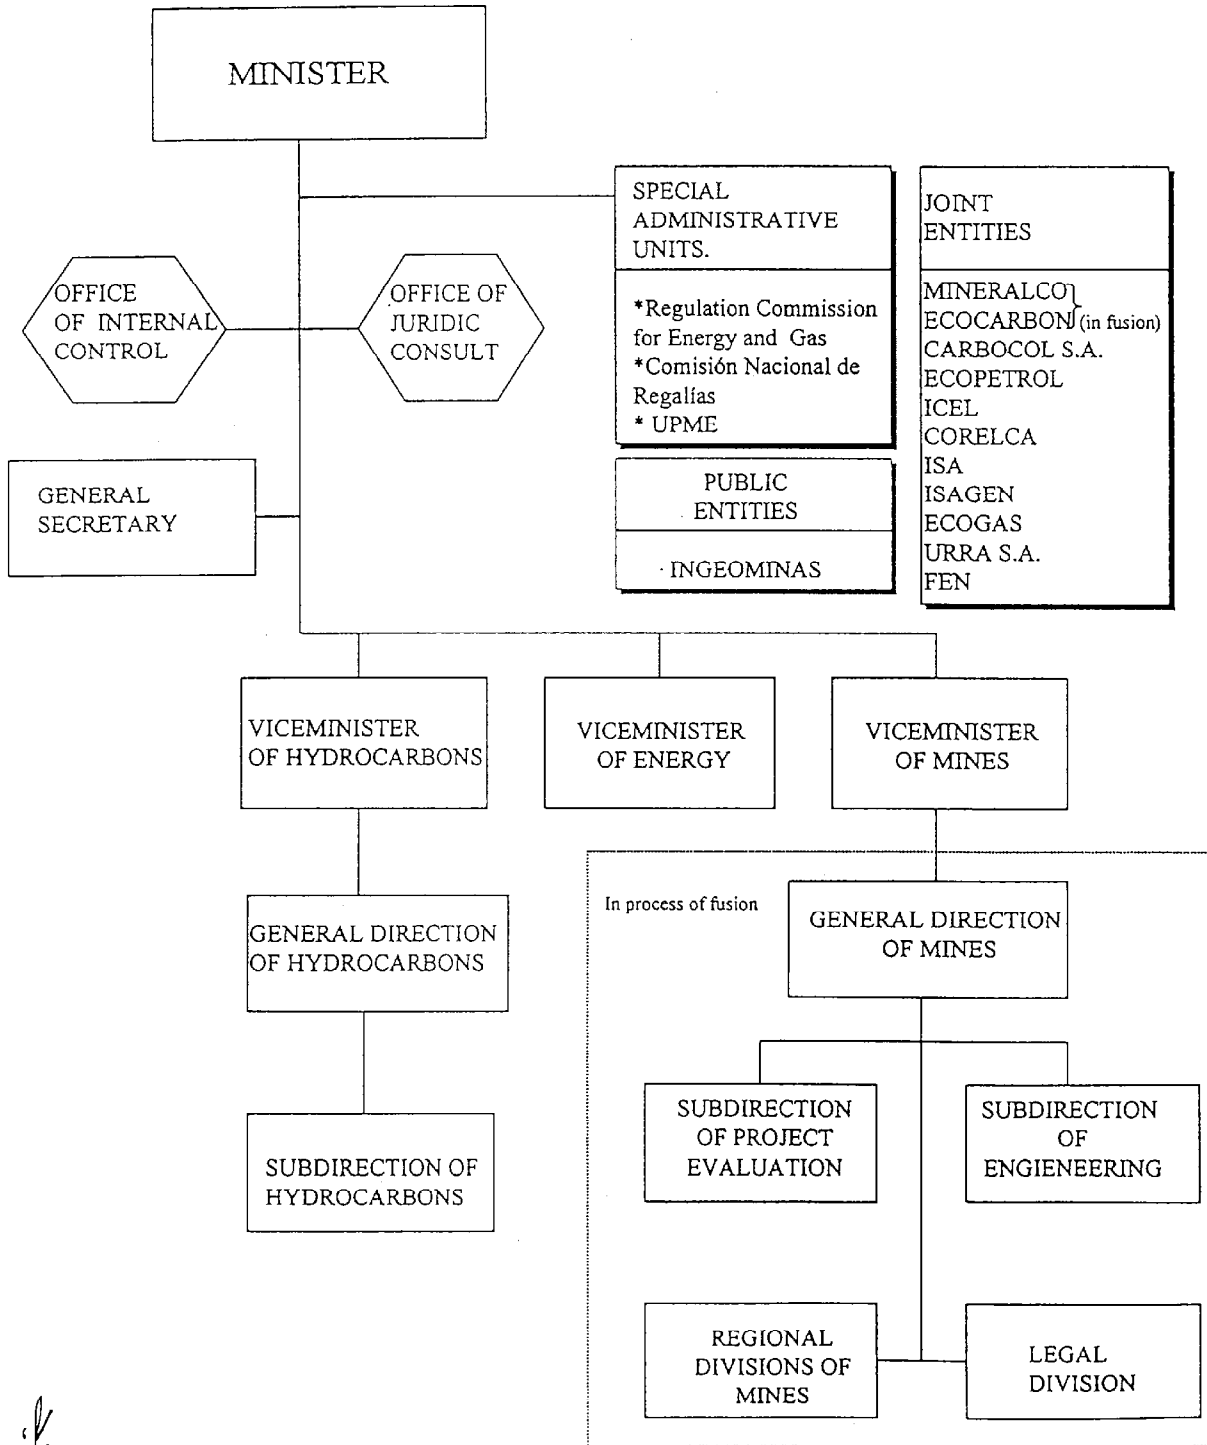 MINISTER
SPECIAL
ADMINISTRATIVE
UNITS.
*Regulation Commission
for Energy and Gas
*Comisión Nacional de
Regalías
* UPME
JOINT
ENTITIES
MINERALCO
ECOCARBON (in fusion)
CARBOCOL S.A.
ECOPETROL
ICEL
CORELCA
ISA
ISAGEN
ECOGAS
URRA S.A.
FEN
OFFICE
OF INTERNAL
CONTROL
OFFICE OF
JURIDIC
CONSULT
GENERAL
SECRETARY
PUBLIC
ENTITIES
INGEOMINAS
VICEMINISTER
OF HYDROCARBONS
VICEMINISTER
OF ENERGY
VICEMINISTER
OF MINES
GENERAL DIRECTION
OF HYDROCARBONS
In process of fusion
GENERAL DIRECTION
OF MINES
SUBDIRECTION OF
HYDROCARBONS
SUBDIRECTION
OF PROJECT
EVALUATION
SUBDIRECTION
OF
ENGIENEERING
REGIONAL
DIVISIONS OF
MINES
LEGAL
DIVISION